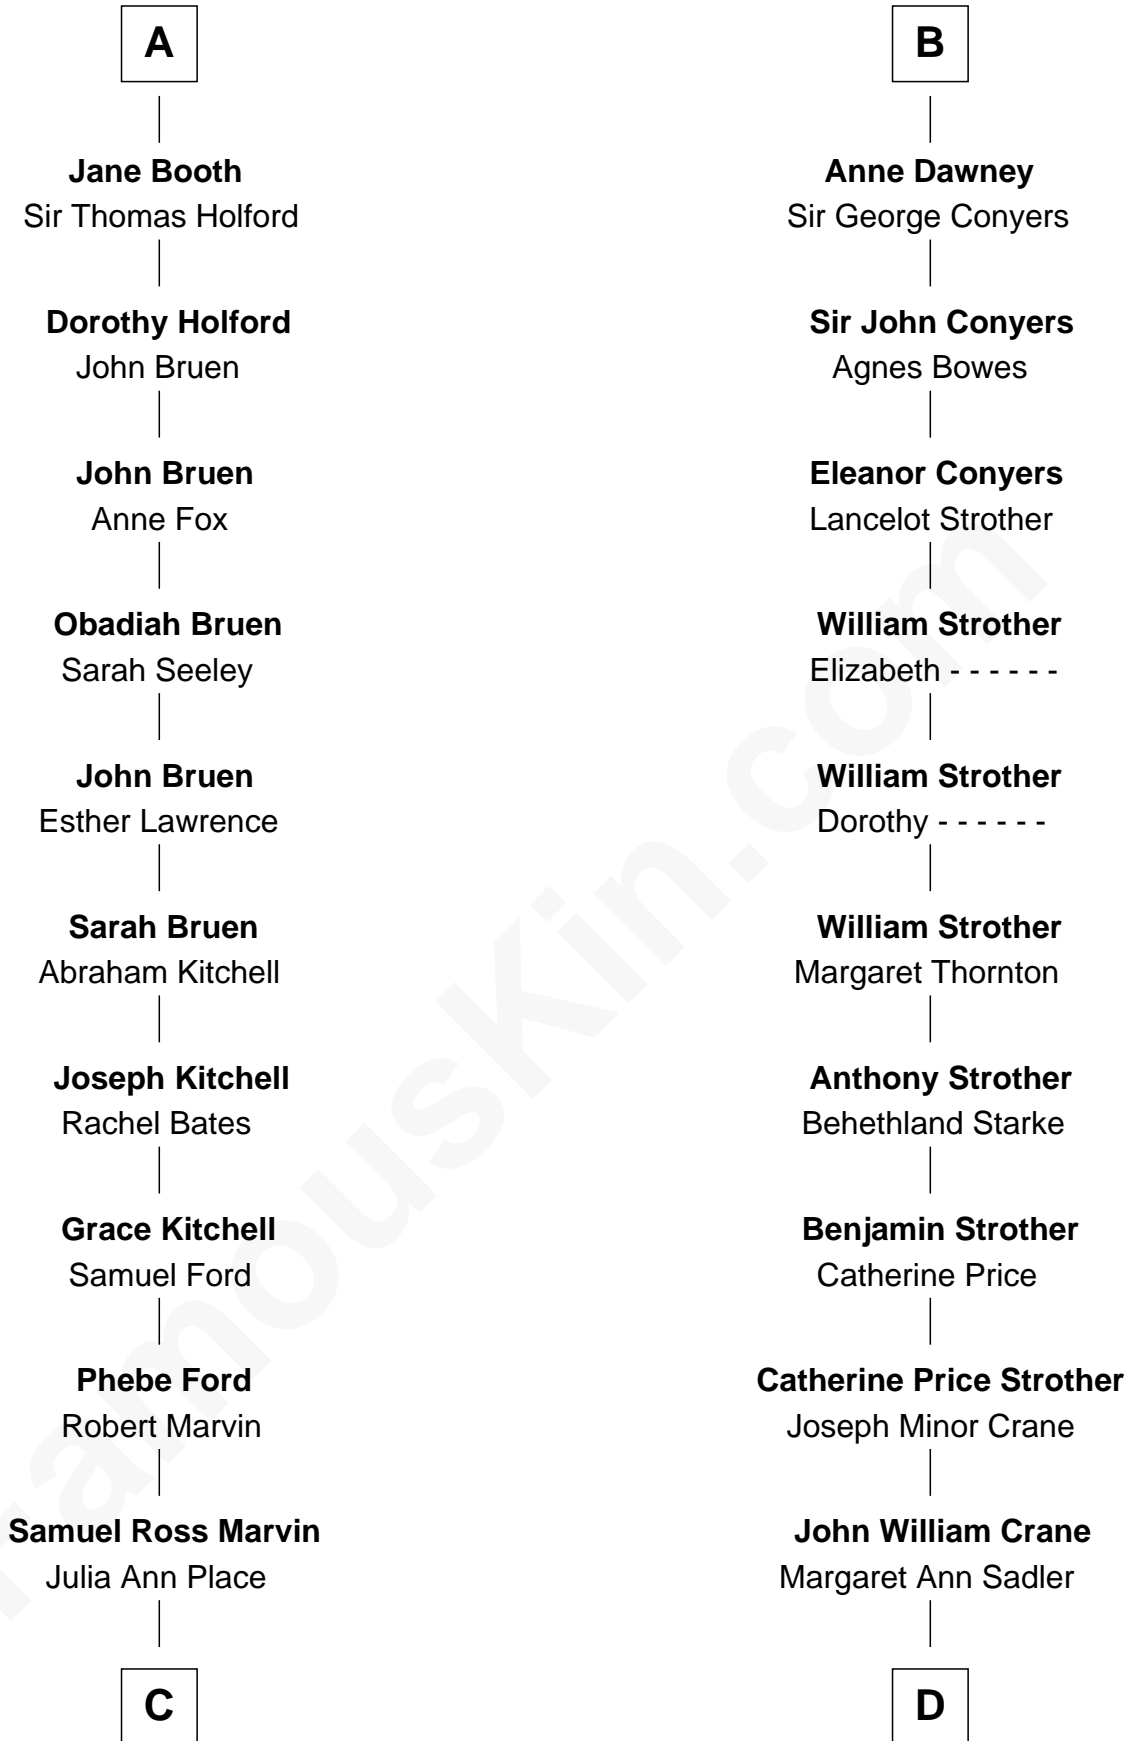 A
Jane Booth
Sir Thomas Holford
Dorothy Holford
John Bruen
John Bruen
Anne Fox
Obadiah Bruen
Sarah Seeley
John Bruen
Esther Lawrence
Sarah Bruen
Abraham Kitchell
Joseph Kitchell
Rachel Bates
Grace Kitchell
Samuel Ford
Phebe Ford
Robert Marvin
Samuel Ross Marvin
Julia Ann Place
C
B
Anne Dawney
Sir George Conyers
Sir John Conyers
Agnes Bowes
Eleanor Conyers
Lancelot Strother
William Strother
Elizabeth - - - - - -
William Strother
Dorothy - - - - - -
William Strother
Margaret Thornton
Anthony Strother
Behethland Starke
Benjamin Strother
Catherine Price
Catherine Price Strother
Joseph Minor Crane
John William Crane
Margaret Ann Sadler
D
FamousKin.com